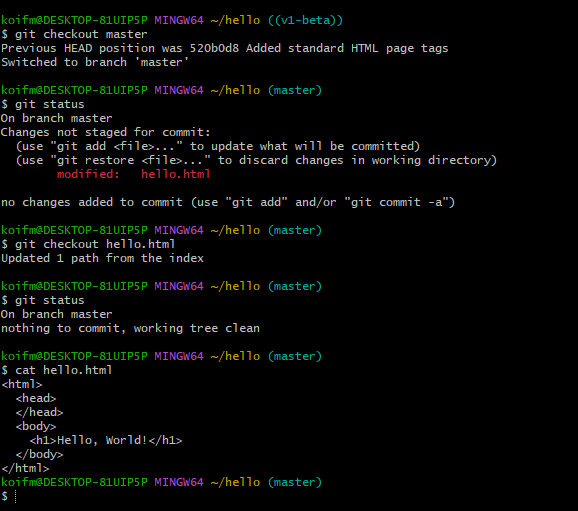 koifm@DESKTOP-81UIP5P MINGW64 ~/hello ((v1-beta))
$ git checkout master
Previous HEAD position was 520b0d8 Added standard HTML page tags
Switched to branch 'master'

koifm@DESKTOP-81UIP5P MINGW64 ~/hello (master)
$ git status
On branch master
Changes not staged for commit:
  (use "git add <file>..." to update what will be committed)
  (use "git restore <file>..." to discard changes in working directory)
        modified:   hello.html

no changes added to commit (use "git add" and/or "git commit -a")

koifm@DESKTOP-81UIP5P MINGW64 ~/hello (master)
$ git checkout hello.html
Updated 1 path from the index

koifm@DESKTOP-81UIP5P MINGW64 ~/hello (master)
$ git status
On branch master
nothing to commit, working tree clean

koifm@DESKTOP-81UIP5P MINGW64 ~/hello (master)
$ cat hello.html
<html>
  <head>
  </head>
  <body>
    <h1>Hello, World!</h1>
  </body>
</html>
koifm@DESKTOP-81UIP5P MINGW64 ~/hello (master)
$